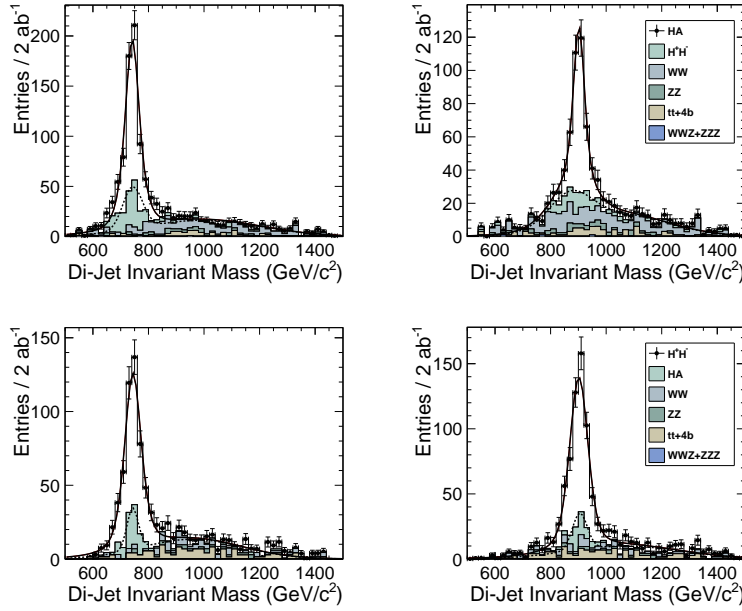 Entries / 2 ab⁻¹
200
150
100
50
0
600 800 1000 1200 1400
Di-Jet Invariant Mass (GeV/c²)
Entries / 2 ab⁻¹
120
100
80
60
40
20
0
600 800 1000 1200 1400
Di-Jet Invariant Mass (GeV/c²)
HA
H⁺H⁻
WW
ZZ
tt+4b
WWZ+ZZZ
Entries / 2 ab⁻¹
150
100
50
0
600 800 1000 1200 1400
Di-Jet Invariant Mass (GeV/c²)
Entries / 2 ab⁻¹
150
100
50
0
600 800 1000 1200 1400
Di-Jet Invariant Mass (GeV/c²)
H⁺H⁻
HA
WW
ZZ
tt+4b
WWZ+ZZZ